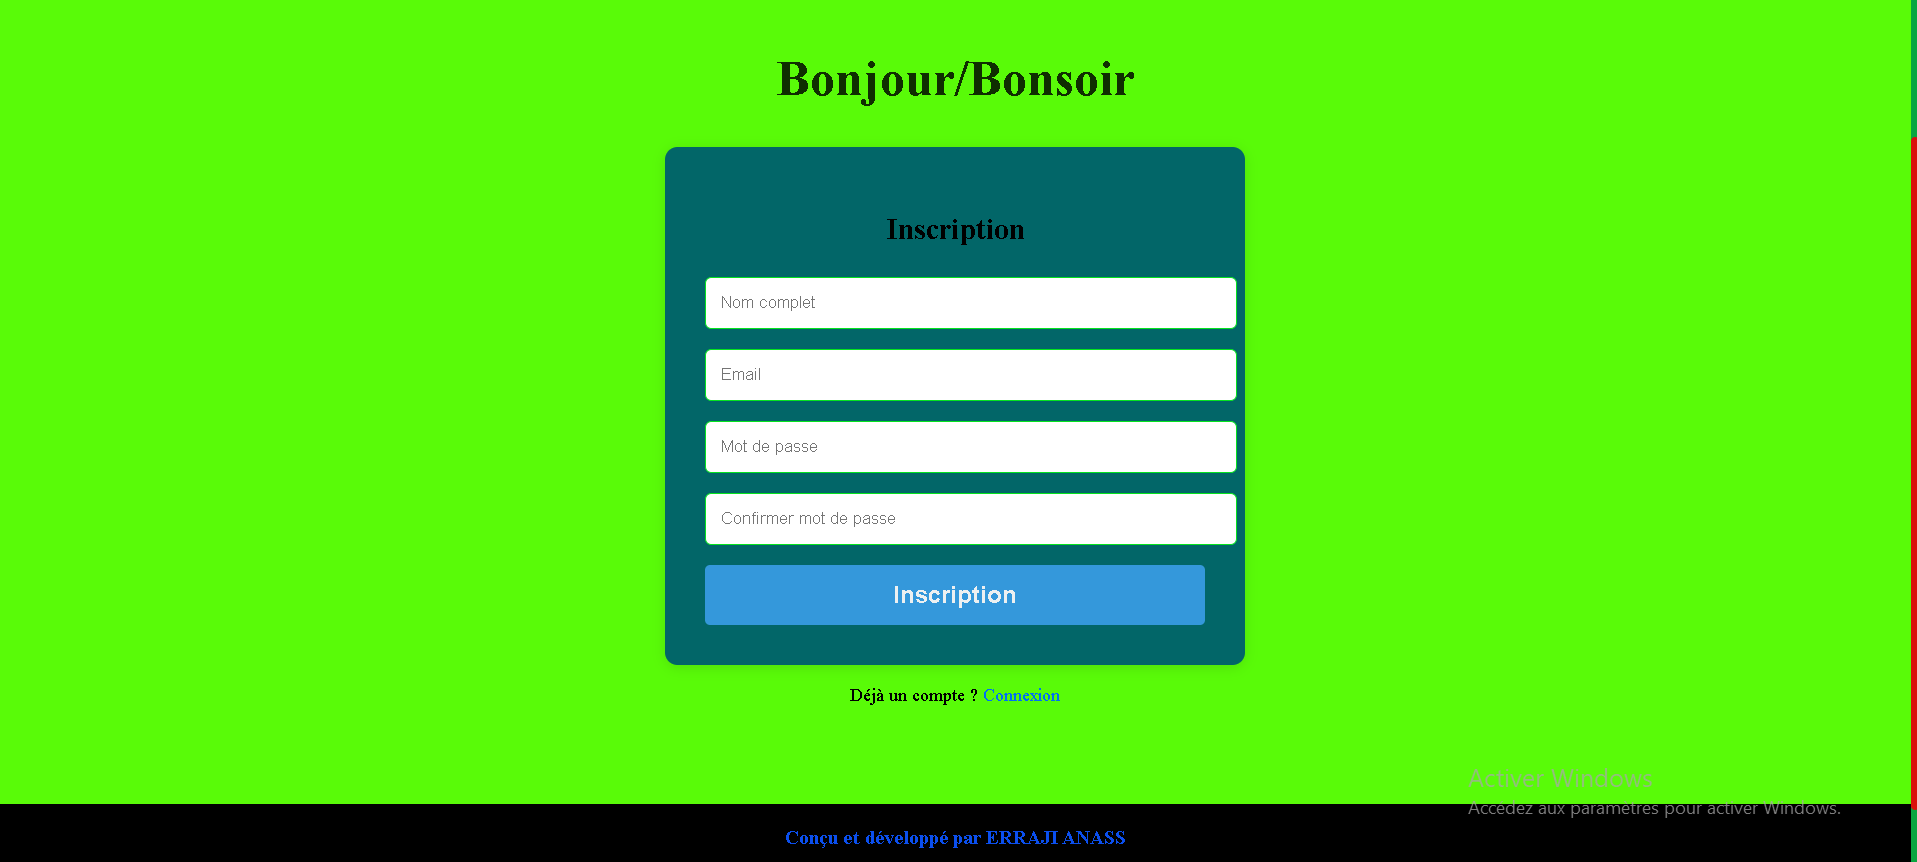 Bonjour/Bonsoir
Inscription
Nom complet
Email
Mot de passe
Confirmer mot de passe
Inscription
Déjà un compte ? Connexion
Activer Windows
Accédez aux paramètres pour activer Windows.
Conçu et développé par ERRAJI ANASS